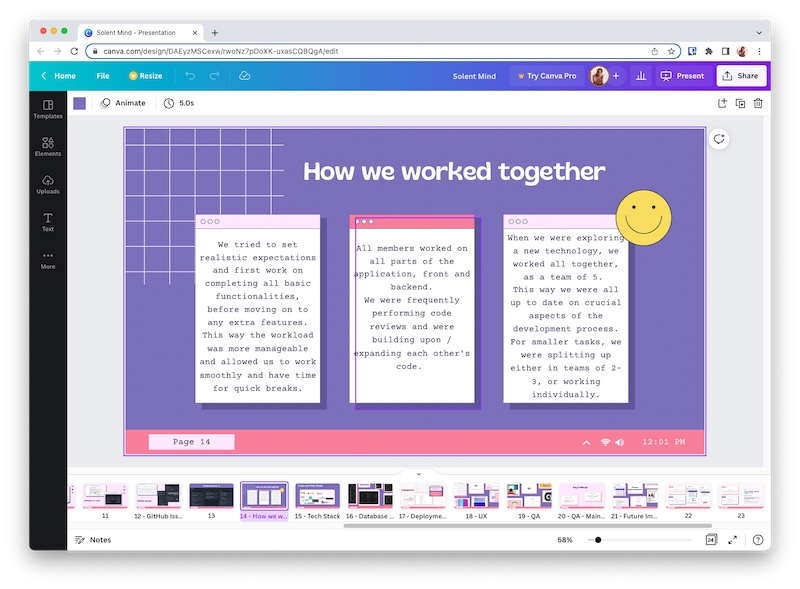 Solent Mind - Presentation
canva.com/design/DAEyzMSCexw/rwoNz7pDoXK-uxasCQBQgA/edit
Home File Resize Solent Mind Try Canva Pro Present Share
Animate 5.0s
Templates
Elements
Uploads
Text
More
How we worked together
We tried to set
realistic expectations
and first work on
completing all basic
functionalities,
before moving on to
any extra features.
This way the workload
was more manageable
and allowed us to work
smoothly and have time
for quick breaks.
All members worked on
all parts of the
application, front and
backend.
We were frequently
performing code
reviews and were
building upon /
expanding each other's
code.
When we were exploring
a new technology, we
worked all together,
as a team of 5.
This way we were all
up to date on crucial
aspects of the
development process.
For smaller tasks, we
were splitting up
either in teams of 2-
3, or working
individually.
Page 14
12:01 PM
11
12 - GitHub Iss...
13
14 - How we w...
15 - Tech Stack
16 - Database ...
17 - Deployme...
18 - UX
19 - QA
20 - QA - Main...
21 - Future Im...
22
23
Notes
58%
24